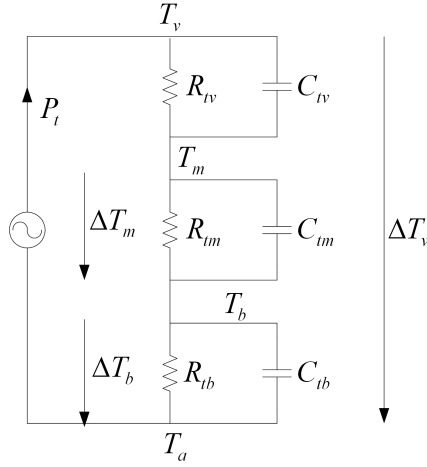 T_v
R_tv
C_tv
P_t
T_m
ΔT_m
R_tm
C_tm
ΔT_v
T_b
ΔT_b
R_tb
C_tb
T_a